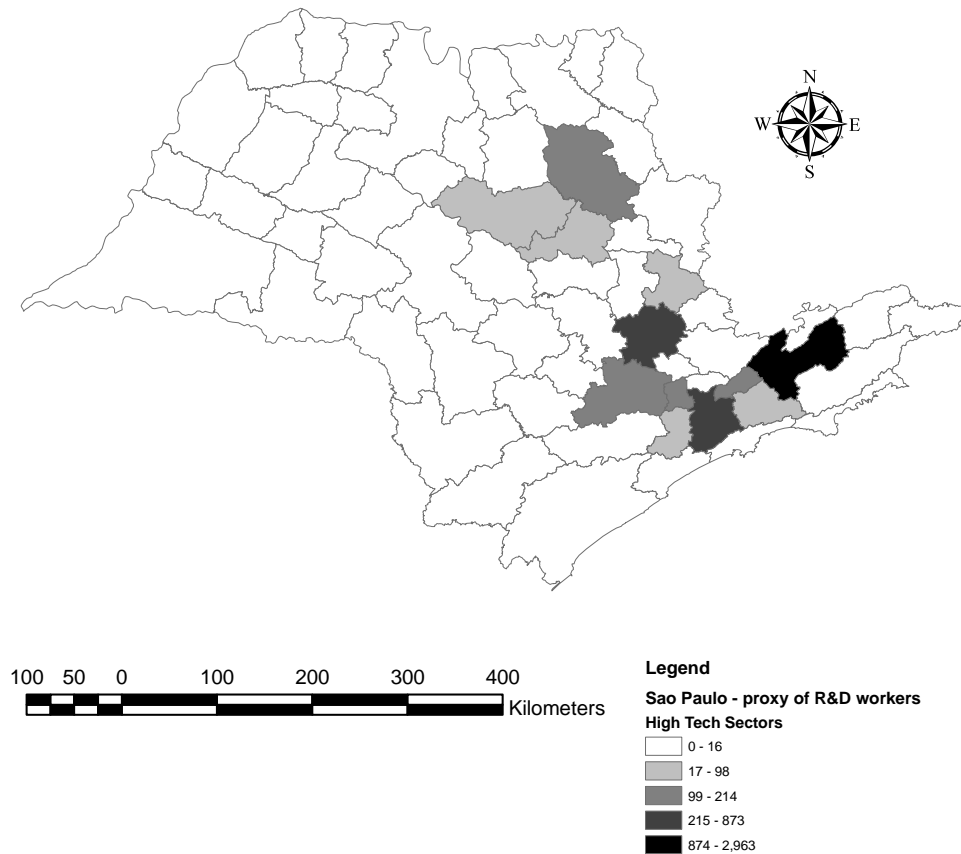 N
W E
S
100 50 0 100 200 300 400
Kilometers
Legend
Sao Paulo - proxy of R&D workers
High Tech Sectors
0 - 16
17 - 98
99 - 214
215 - 873
874 - 2,963